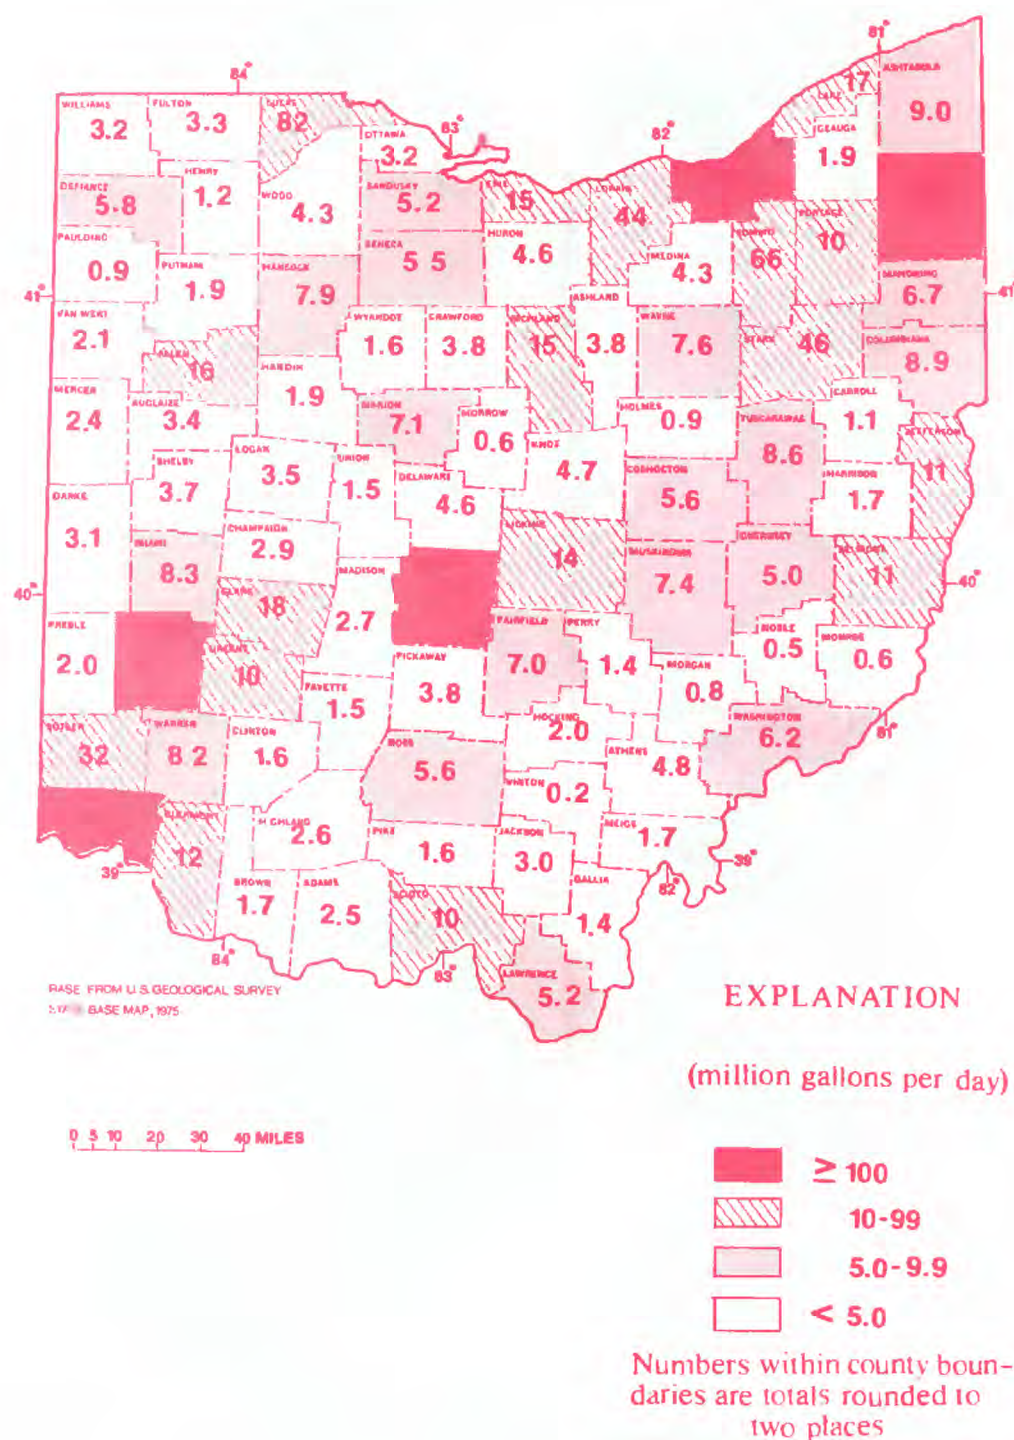 81°
84°
ASHTABULA
17
LAKE
9.0
WILLIAMS
FULTON
LUCAS
3.2
3.3
82
83°
82°
GEAUGA
OTTAWA
1.9
3.2
HENRY
DEFIANCE
WOOD
SANDUSKY
ERIE
LORAIN
5.8
1.2
4.3
5.2
15
44
SUMMIT
PORTAGE
66
10
PAULDING
SENECA
HURON
MEDINA
0.9
5 5
4.6
4.3
PUTNAM
HANCOCK
MAHONING
1.9
7.9
6.7
41°
41°
VAN WERT
WYANDOT
CRAWFORD
RICHLAND
ASHLAND
WAYNE
STARK
COLUMBIANA
2.1
1.6
3.8
15
3.8
7.6
46
8.9
ALLEN
16
HARDIN
1.9
MERCER
AUGLAIZE
MARION
MORROW
HOLMES
TUSCARAWAS
CARROLL
2.4
3.4
7.1
0.6
0.9
8.6
1.1
JEFFERSON
11
LOGAN
UNION
KNOX
3.5
1.5
4.7
SHELBY
DELAWARE
COSHOCTON
HARRISON
3.7
4.6
5.6
1.7
DARKE
CHAMPAIGN
LICKING
GUERNSEY
3.1
2.9
14
5.0
MIAMI
MADISON
MUSKINGUM
BELMONT
8.3
2.7
7.4
11
40°
40°
CLARK
18
PREBLE
GREENE
FAIRFIELD
PERRY
NOBLE
MONROE
2.0
10
7.0
1.4
0.5
0.6
PICKAWAY
MORGAN
3.8
0.8
FAYETTE
1.5
BUTLER
WARREN
CLINTON
HOCKING
WASHINGTON
32
8 2
1.6
2.0
6.2
81°
ROSS
ATHENS
5.6
4.8
VINTON
0.2
CLERMONT
HIGHLAND
PIKE
JACKSON
MEIGS
12
2.6
1.6
3.0
1.7
39°
39°
82°
BROWN
ADAMS
SCIOTO
GALLIA
1.7
2.5
10
1.4
84°
83°
LAWRENCE
5.2
BASE FROM U.S. GEOLOGICAL SURVEY
BASE MAP, 1975
0 5 10 20 30 40 MILES
EXPLANATION
(million gallons per day)
≥ 100
10-99
5.0-9.9
< 5.0
Numbers within county boun-
daries are totals rounded to
two places